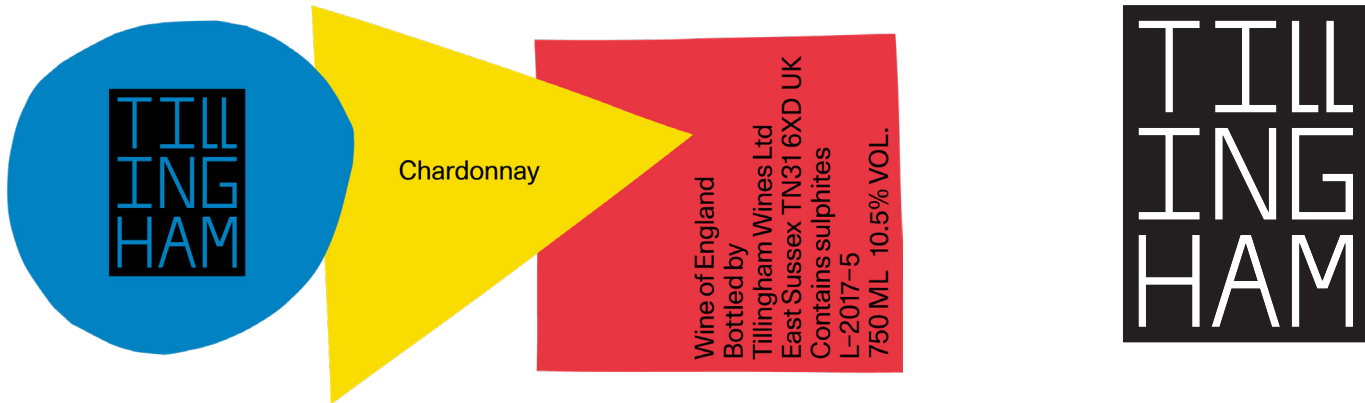 TILL
ING
HAM
Chardonnay
Wine of England
Bottled by
Tillingham Wines Ltd
East Sussex TN31 6XD UK
Contains sulphites
L–2017–5
750 ML 10.5% VOL.
TILL
ING
HAM